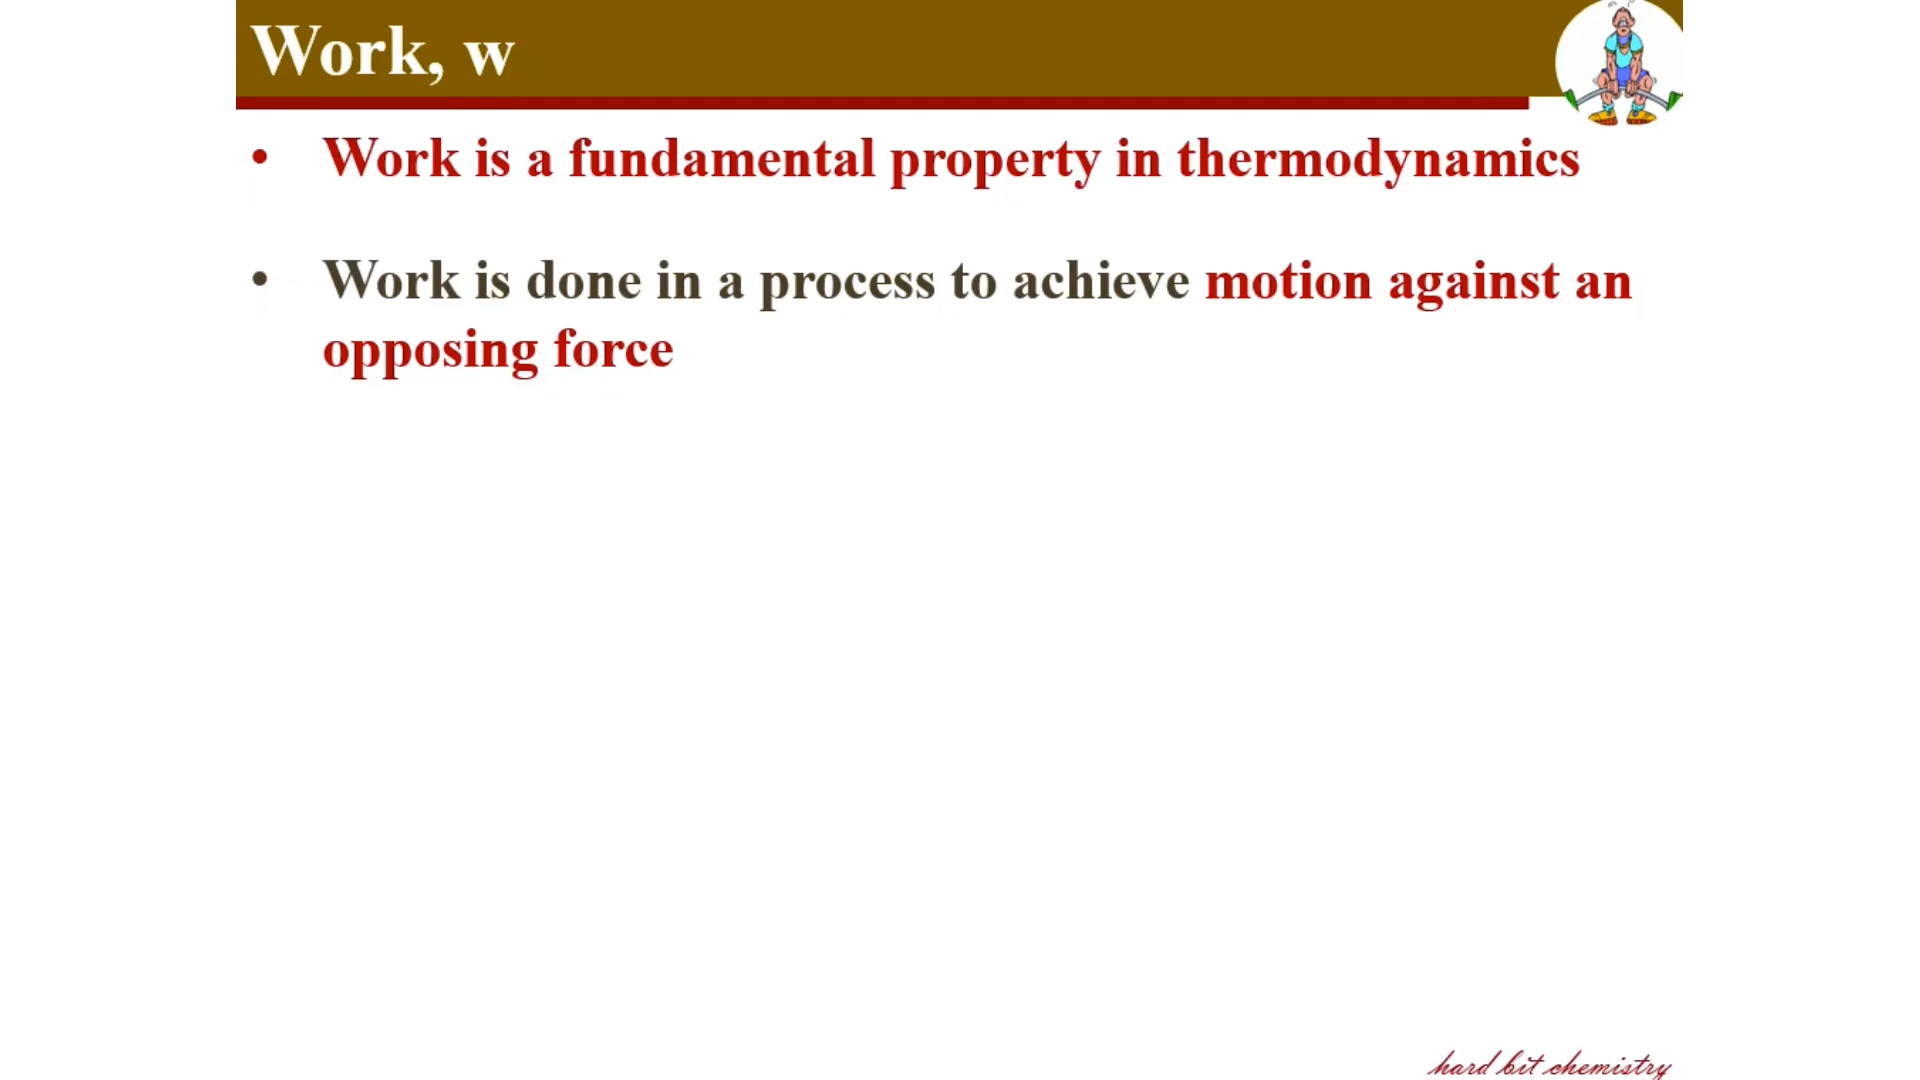 Work, w
• Work is a fundamental property in thermodynamics
• Work is done in a process to achieve motion against an
opposing force
hard bit chemistry